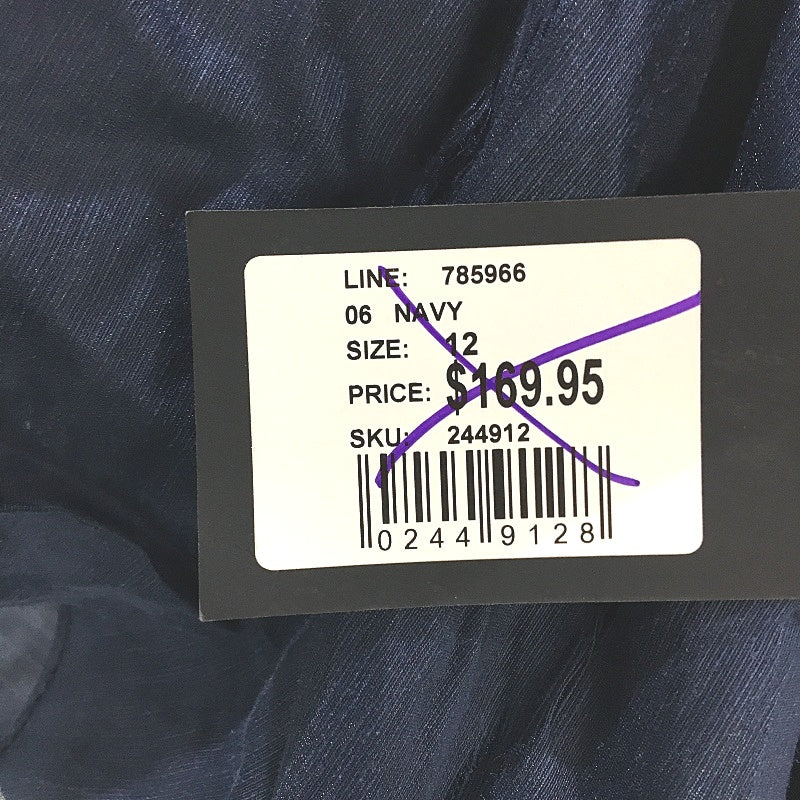 LINE: 785966
06 NAVY
SIZE: 12
PRICE: $169.95
SKU: 244912
0244 9128